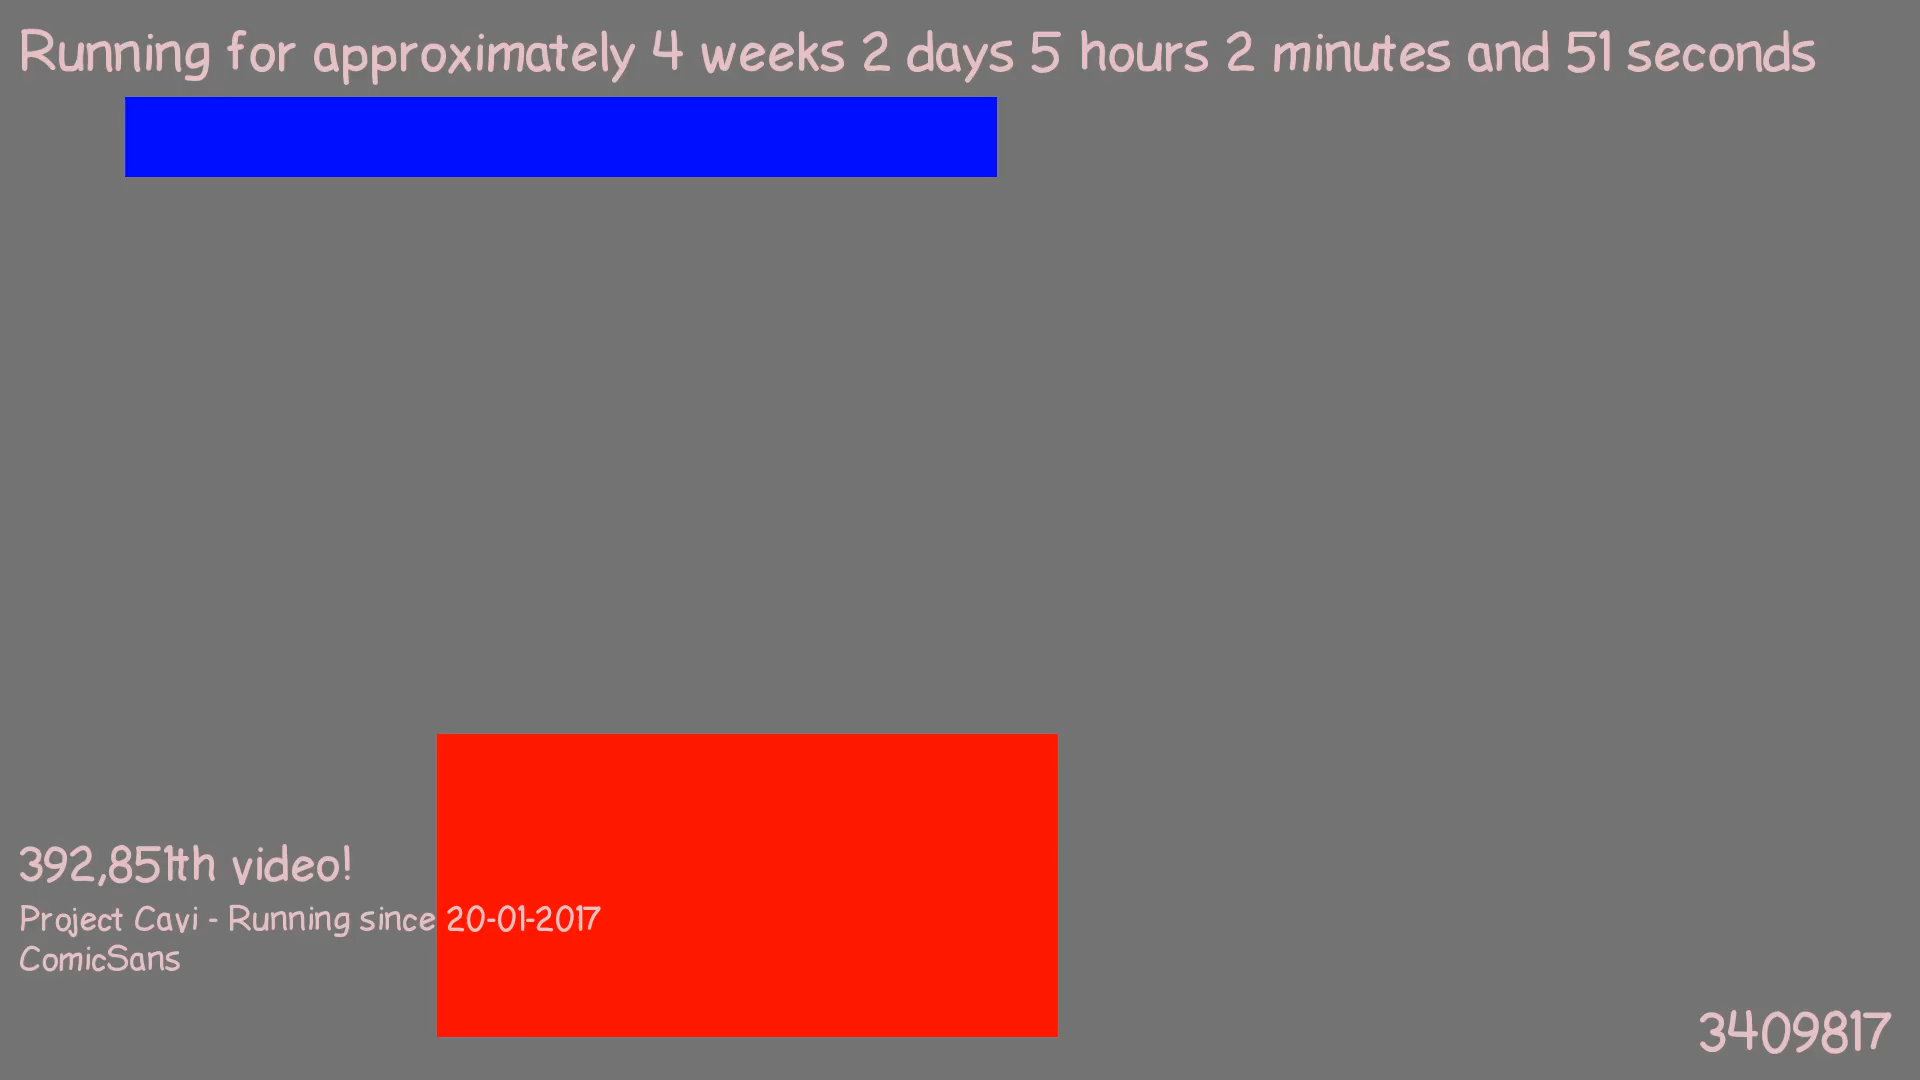 Running for approximately 4 weeks 2 days 5 hours 2 minutes and 51 seconds
392,851th video!
Project Cavi - Running since 20-01-2017
ComicSans
3409817